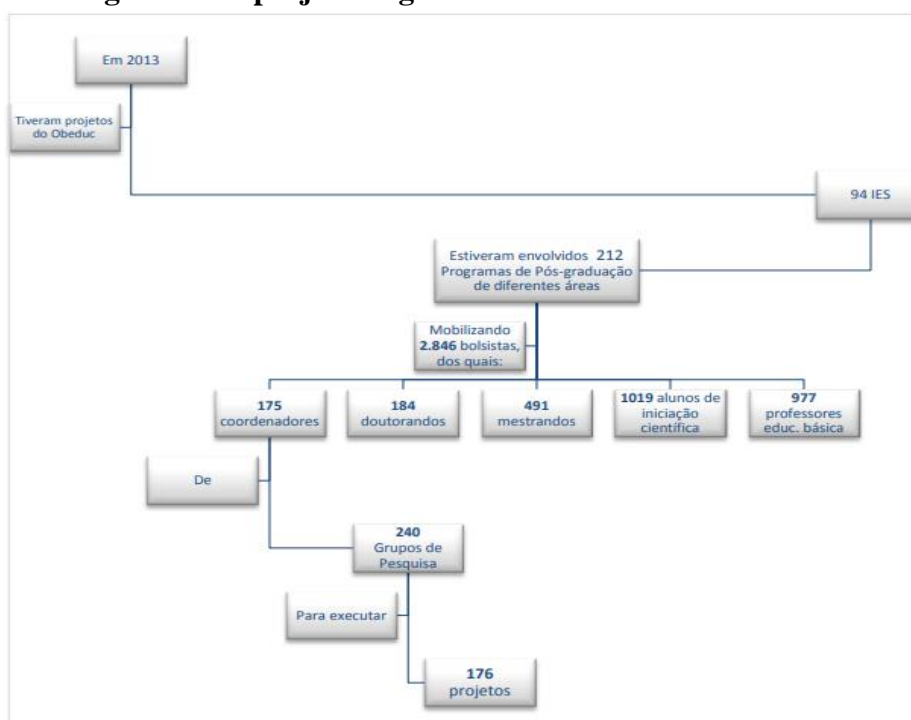 Em 2013
Tiveram projetos
do Obeduc
94 IES
Estiveram envolvidos 212
Programas de Pós-graduação
de diferentes áreas
Mobilizando
2.846 bolsistas,
dos quais:
175
coordenadores
184
doutorandos
491
mestrandos
1019 alunos de
iniciação
científica
977
professores
educ. básica
De
240
Grupos de
Pesquisa
Para executar
176
projetos